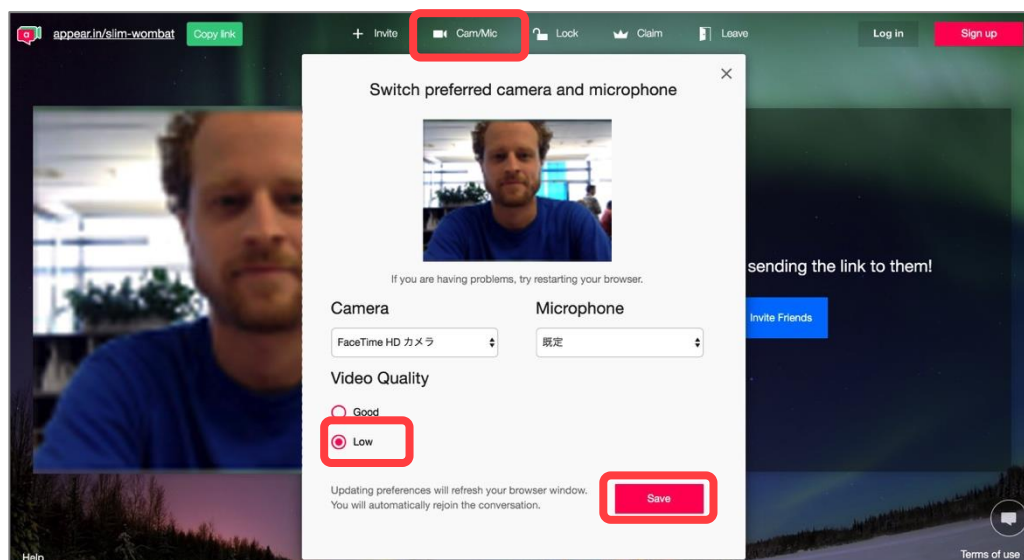 appear.in/slim-wombat
Copy link
Invite
Cam/Mic
Lock
Claim
Leave
Log in
Sign up
Switch preferred camera and microphone
If you are having problems, try restarting your browser.
Camera
Microphone
FaceTime HD カメラ
既定
Video Quality
Good
Low
Updating preferences will refresh your browser window.
You will automatically rejoin the conversation.
Save
sending the link to them!
Invite Friends
Help
Terms of use